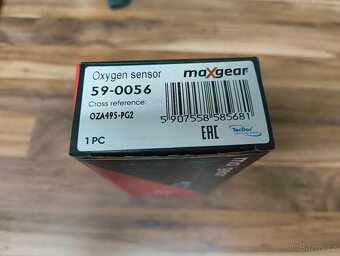 Oxygen sensor
maxgear
59-0056
Cross reference:
OZA495-PG2
5 907558 585681
1 PC
EAC
TecDoc